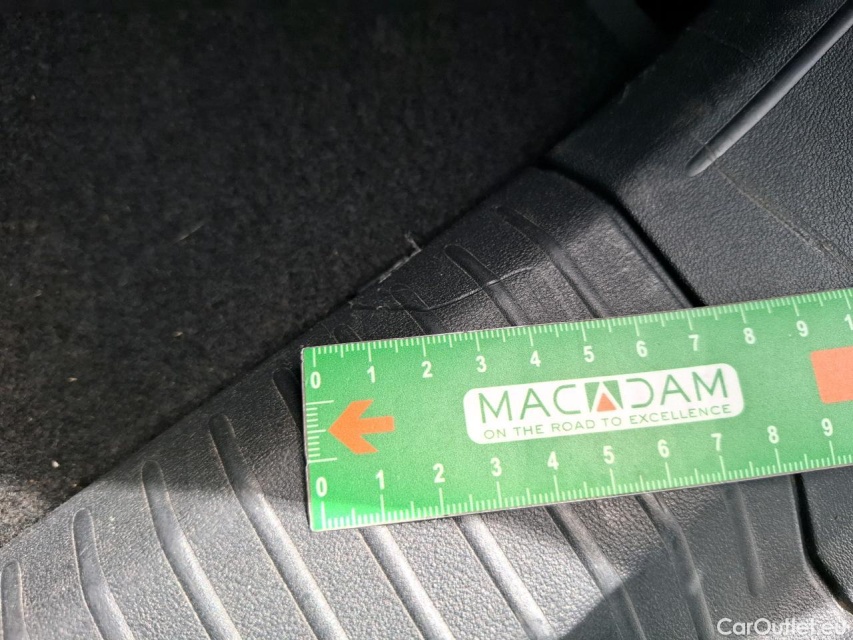 0 1 2 3 4 5 6 7 8 9 1
MACADAM
ON THE ROAD TO EXCELLENCE
0 1 2 3 4 5 6 7 8 9
CarOutlet.eu